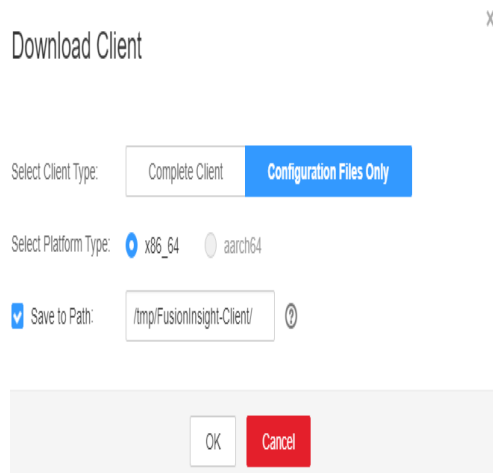 Download Client
Select Client Type: Complete Client Configuration Files Only
Select Platform Type: x86_64 aarch64
Save to Path: /tmp/FusionInsight-Client/ ?
OK Cancel